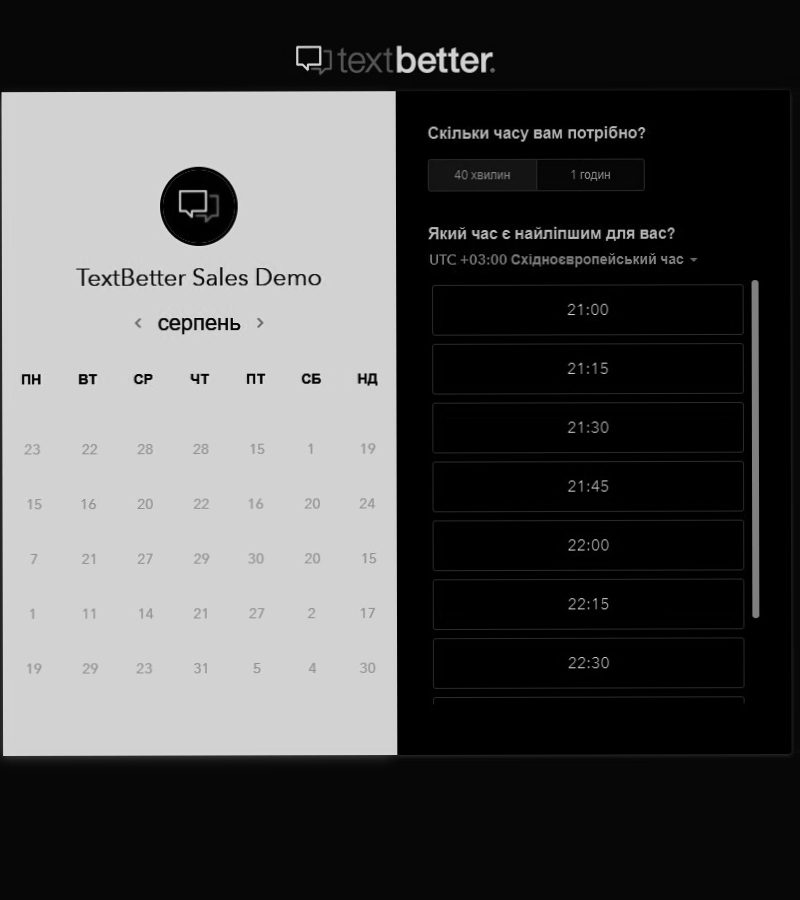 textbetter.
TextBetter Sales Demo
серпень
ПН ВТ СР ЧТ ПТ СБ НД
23 22 28 28 15 1 19
15 16 20 22 16 20 24
7 21 27 29 30 20 15
1 11 14 21 27 2 17
19 29 23 31 5 4 30
Скільки часу вам потрібно?
40 хвилин 1 годин
Який час є найліпшим для вас?
UTC +03:00 Східноєвропейський час
21:00
21:15
21:30
21:45
22:00
22:15
22:30